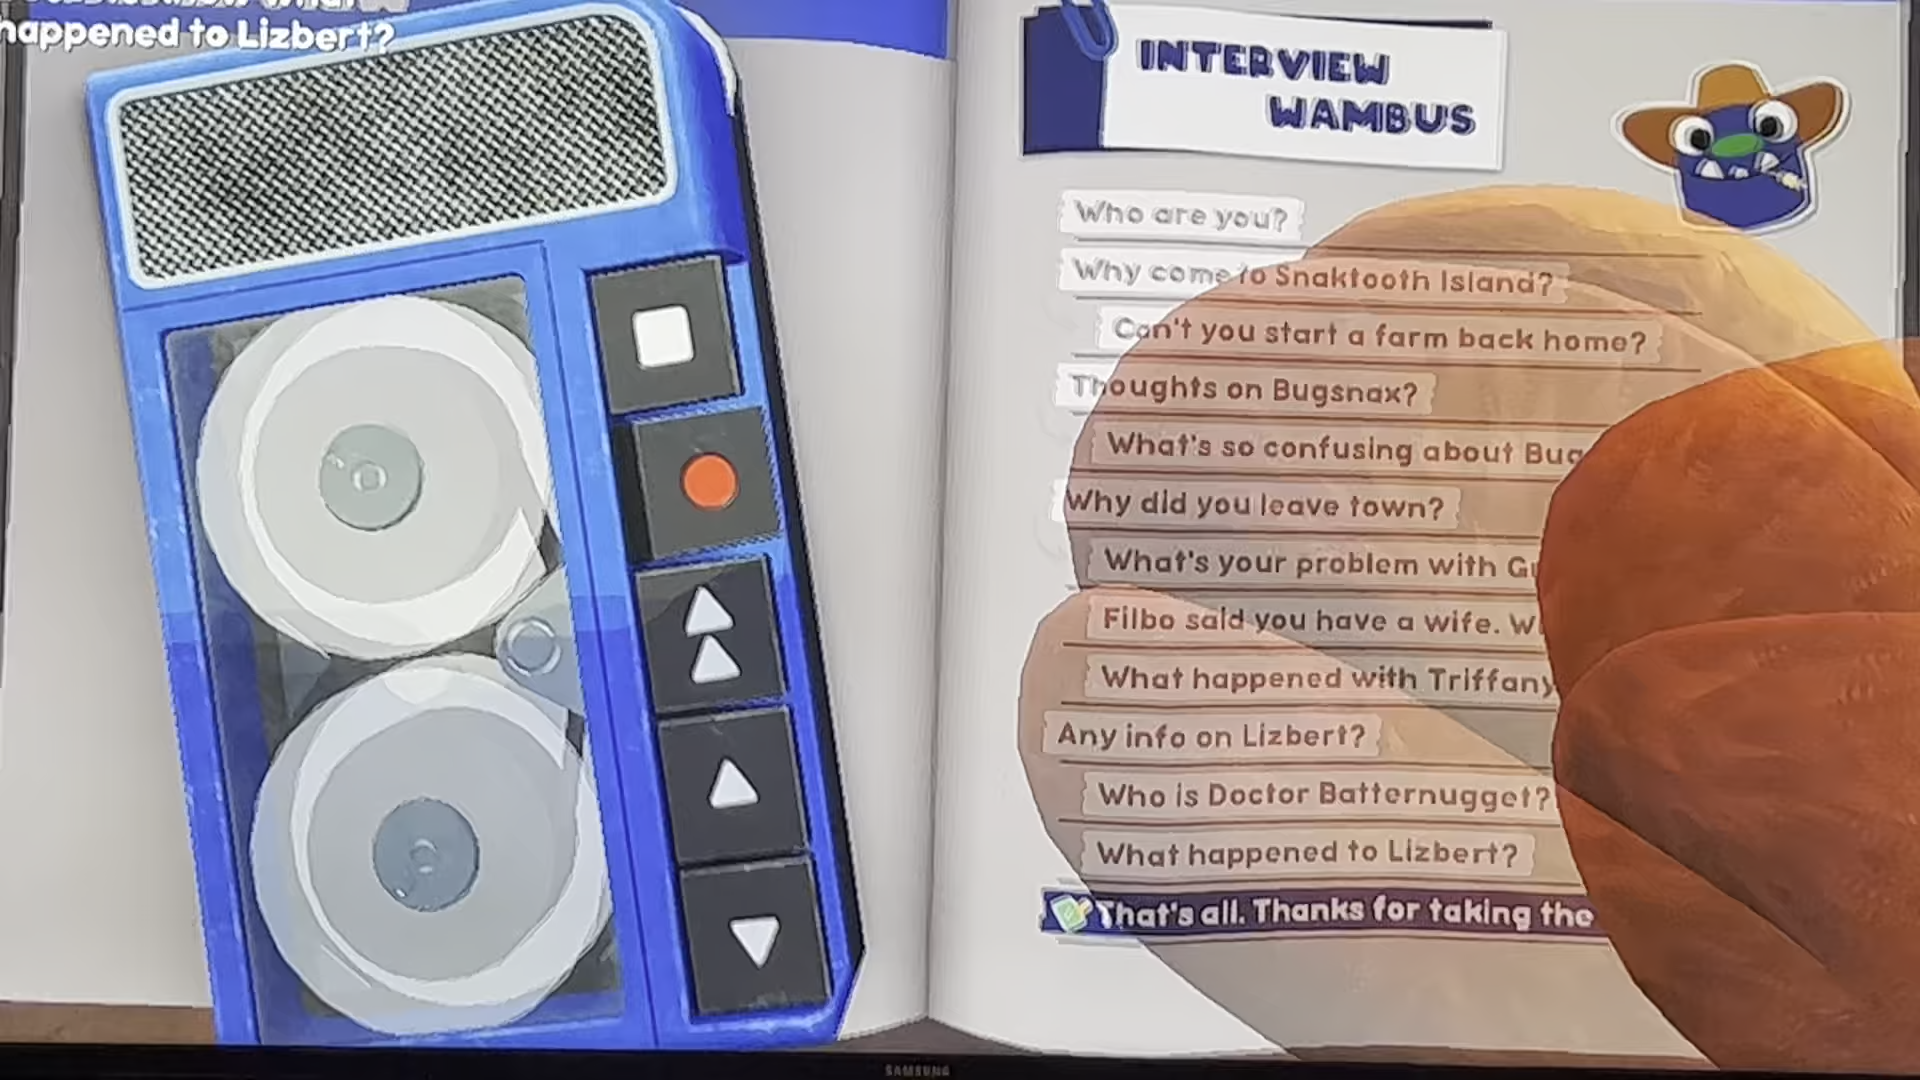 happened to Lizbert?
INTERVIEW
WAMBUS
Who are you?
Why come to Snaktooth Island?
Can't you start a farm back home?
Thoughts on Bugsnax?
What's so confusing about Bug
Why did you leave town?
What's your problem with G
Filbo said you have a wife. W
What happened with Triffany
Any info on Lizbert?
Who is Doctor Batternugget?
What happened to Lizbert?
That's all. Thanks for taking the
SAMSUNG